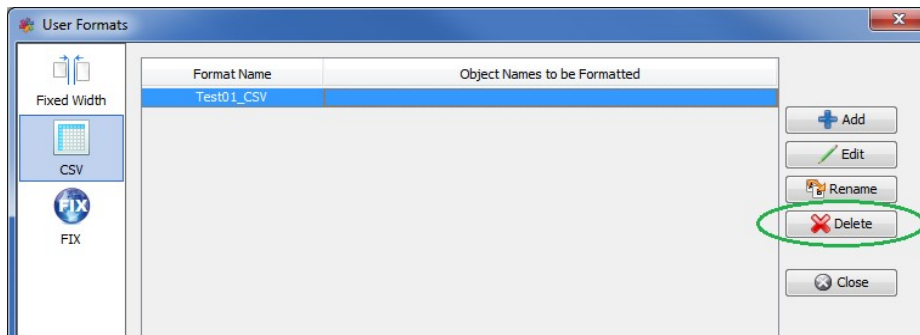 User Formats
Fixed Width
CSV
FIX
FIX
Format Name Object Names to be Formatted
Test01_CSV
Add
Edit
Rename
Delete
Close